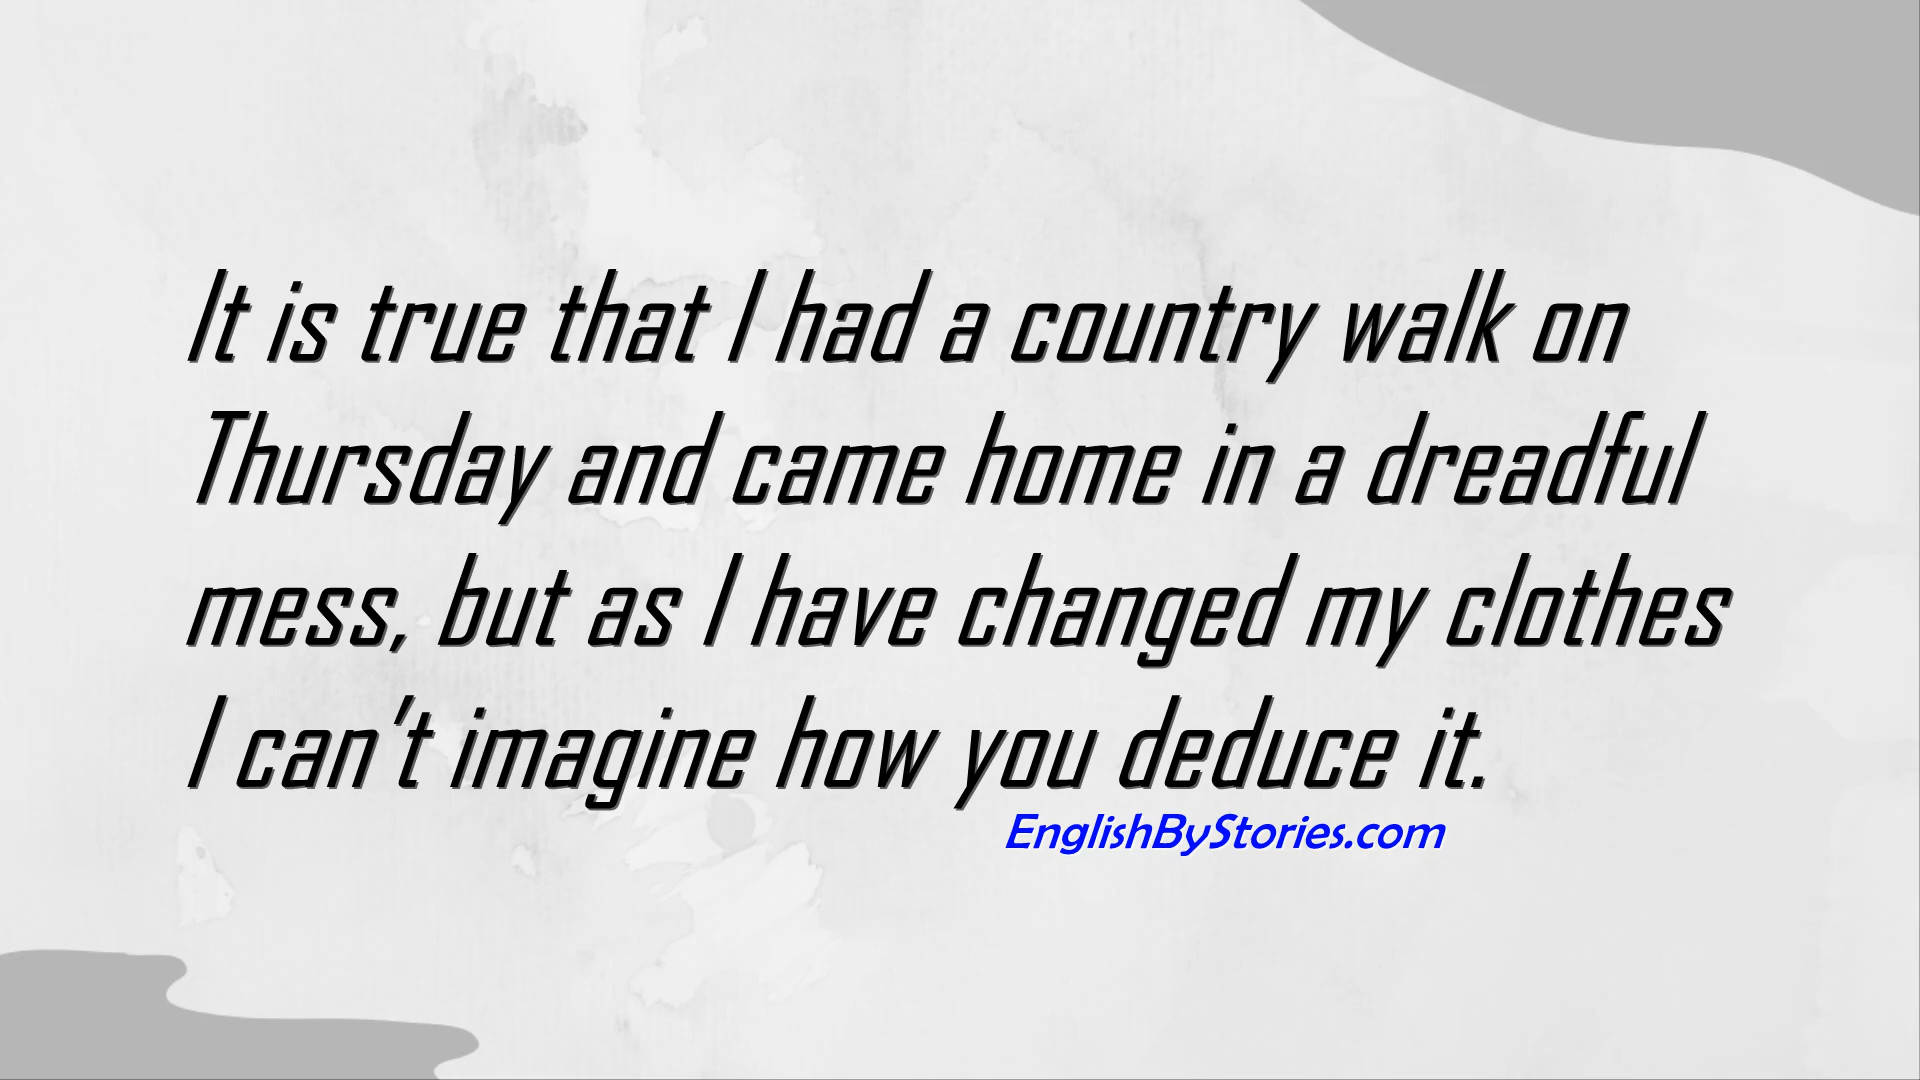 It is true that I had a country walk on
Thursday and came home in a dreadful
mess, but as I have changed my clothes
I can't imagine how you deduce it.
EnglishByStories.com